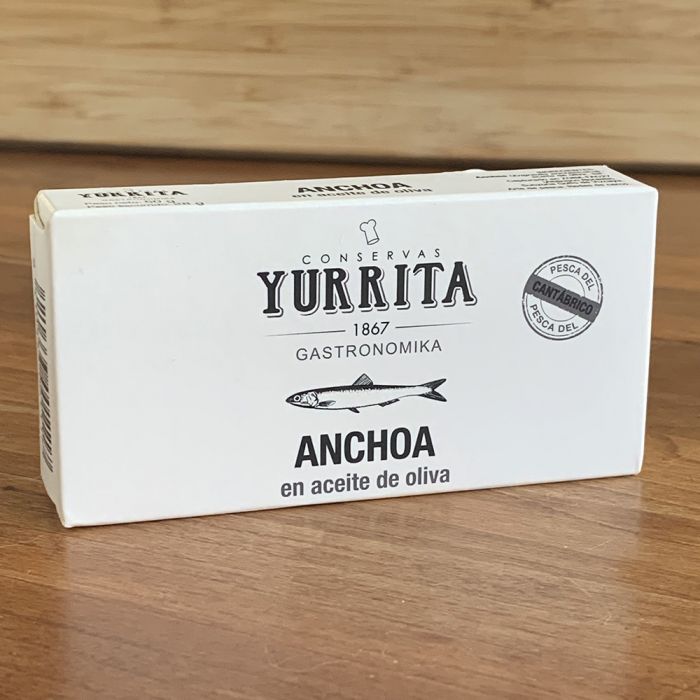 YURRITA
ANCHOA
en aceite de oliva
CONSERVAS
YURRITA
1867
GASTRONOMIKA
PESCA DEL
CANTÁBRICO
PESCA DEL
ANCHOA
en aceite de oliva